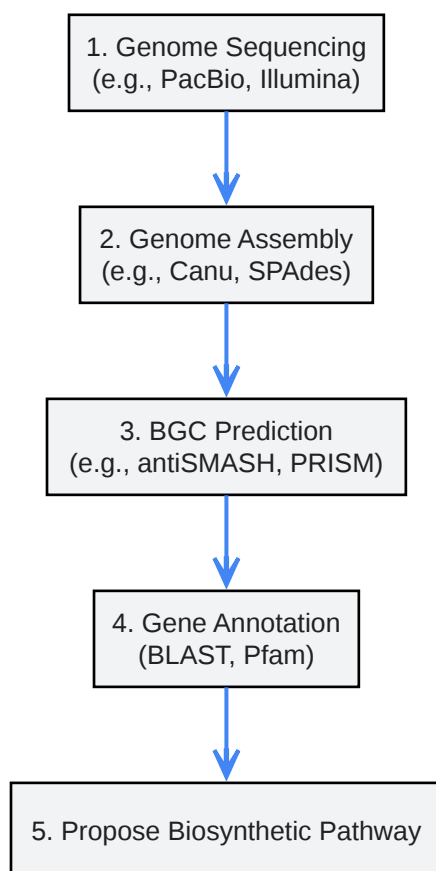 1. Genome Sequencing
(e.g., PacBio, Illumina)
2. Genome Assembly
(e.g., Canu, SPAdes)
3. BGC Prediction
(e.g., antiSMASH, PRISM)
4. Gene Annotation
(BLAST, Pfam)
5. Propose Biosynthetic Pathway